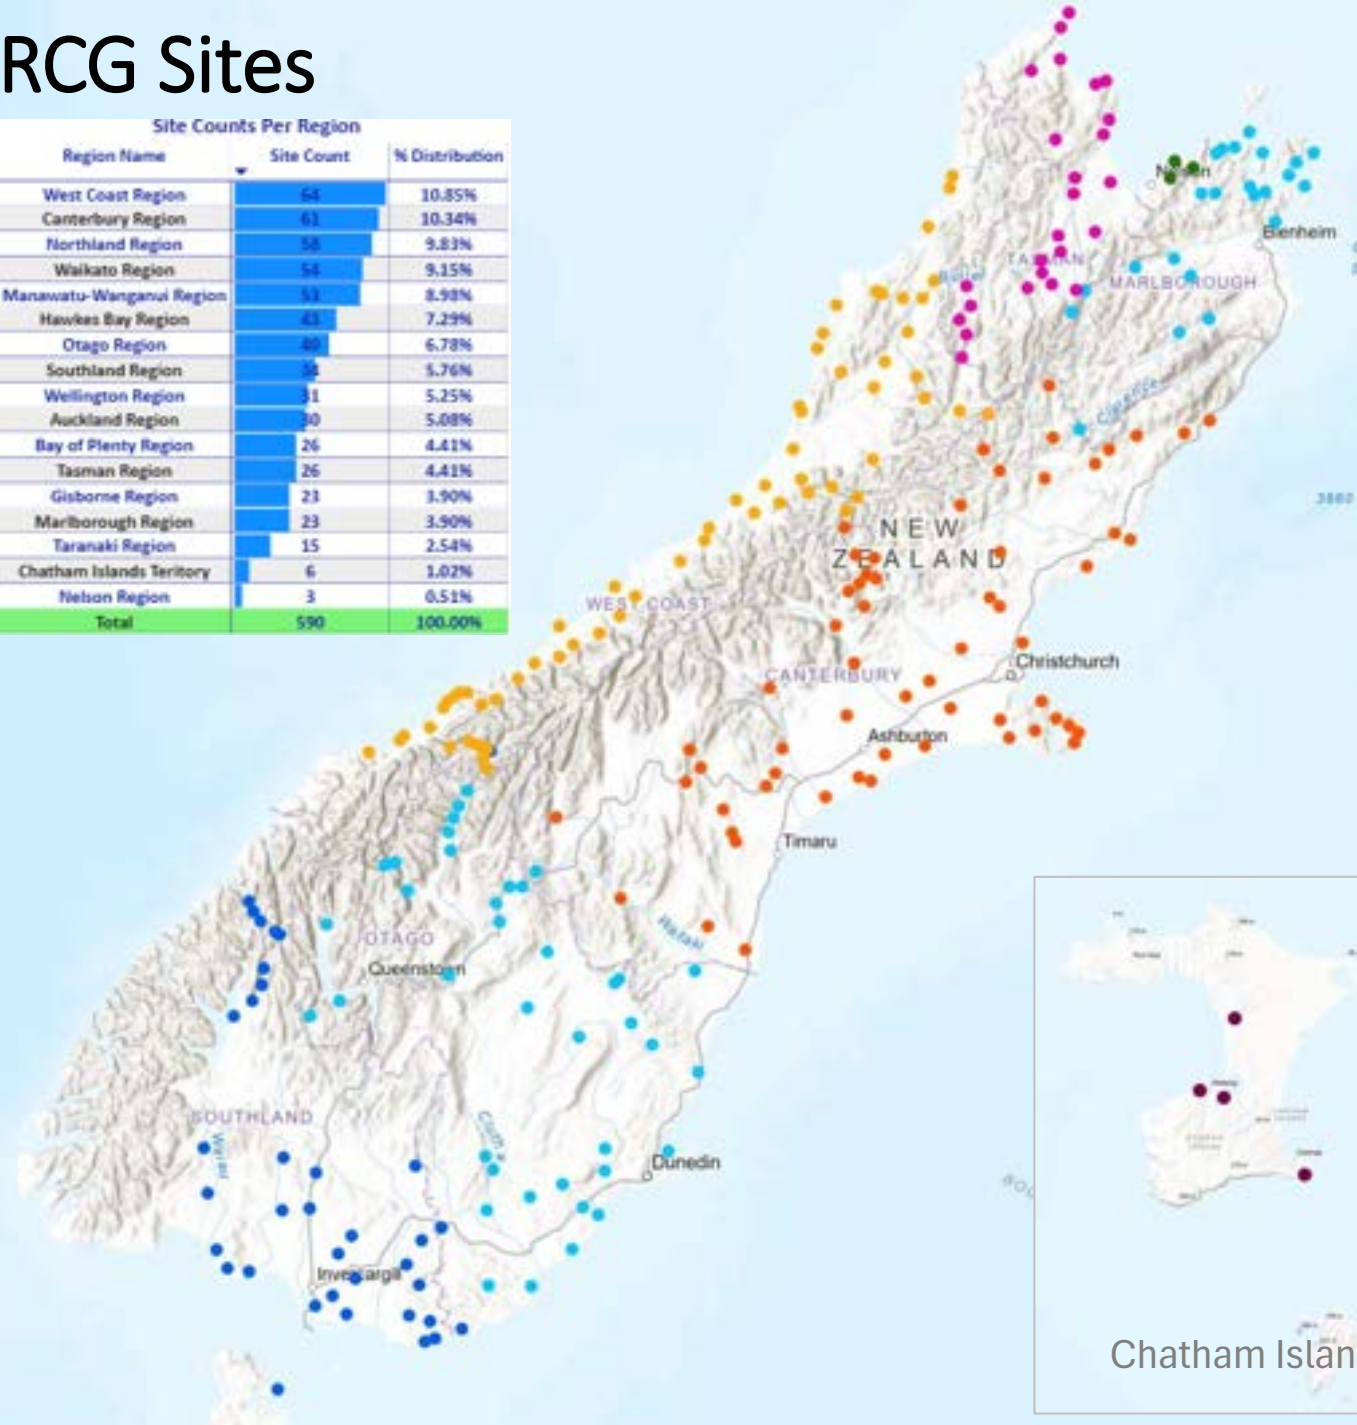 RCG Sites
Site Counts Per Region
Region Name Site Count % Distribution
West Coast Region 64 10.85%
Canterbury Region 61 10.34%
Northland Region 58 9.83%
Waikato Region 54 9.15%
Manawatu-Wanganui Region 53 8.98%
Hawkes Bay Region 43 7.29%
Otago Region 40 6.78%
Southland Region 34 5.76%
Wellington Region 31 5.25%
Auckland Region 30 5.08%
Bay of Plenty Region 26 4.41%
Tasman Region 26 4.41%
Gisborne Region 23 3.90%
Marlborough Region 23 3.90%
Taranaki Region 15 2.54%
Chatham Islands Teritory 6 1.02%
Nelson Region 3 0.51%
Total 590 100.00%
Nelson
Blenheim
TASMAN
Buller
MARLBOROUGH
Clarence
NEW
ZEALAND
WEST COAST
Christchurch
CANTERBURY
Ashburton
Timaru
Waitaki
OTAGO
Queenstown
SOUTHLAND
Waiau
Clutha
Dunedin
Invercargill
Chatham Islan